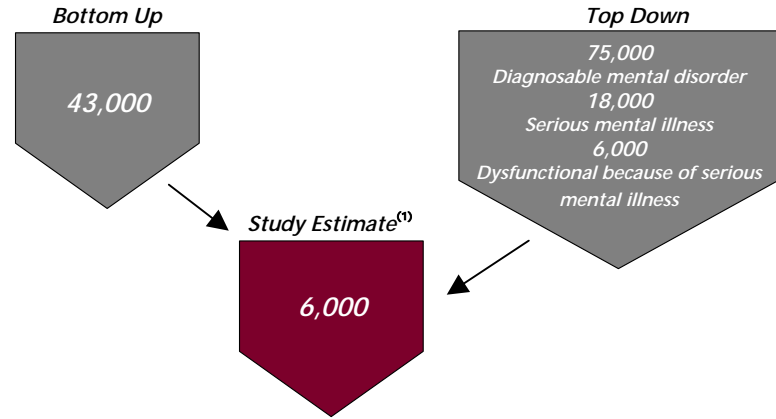 Bottom Up
43,000
Top Down
75,000
Diagnosable mental disorder
18,000
Serious mental illness
6,000
Dysfunctional because of serious
mental illness
Study Estimate(1)
6,000